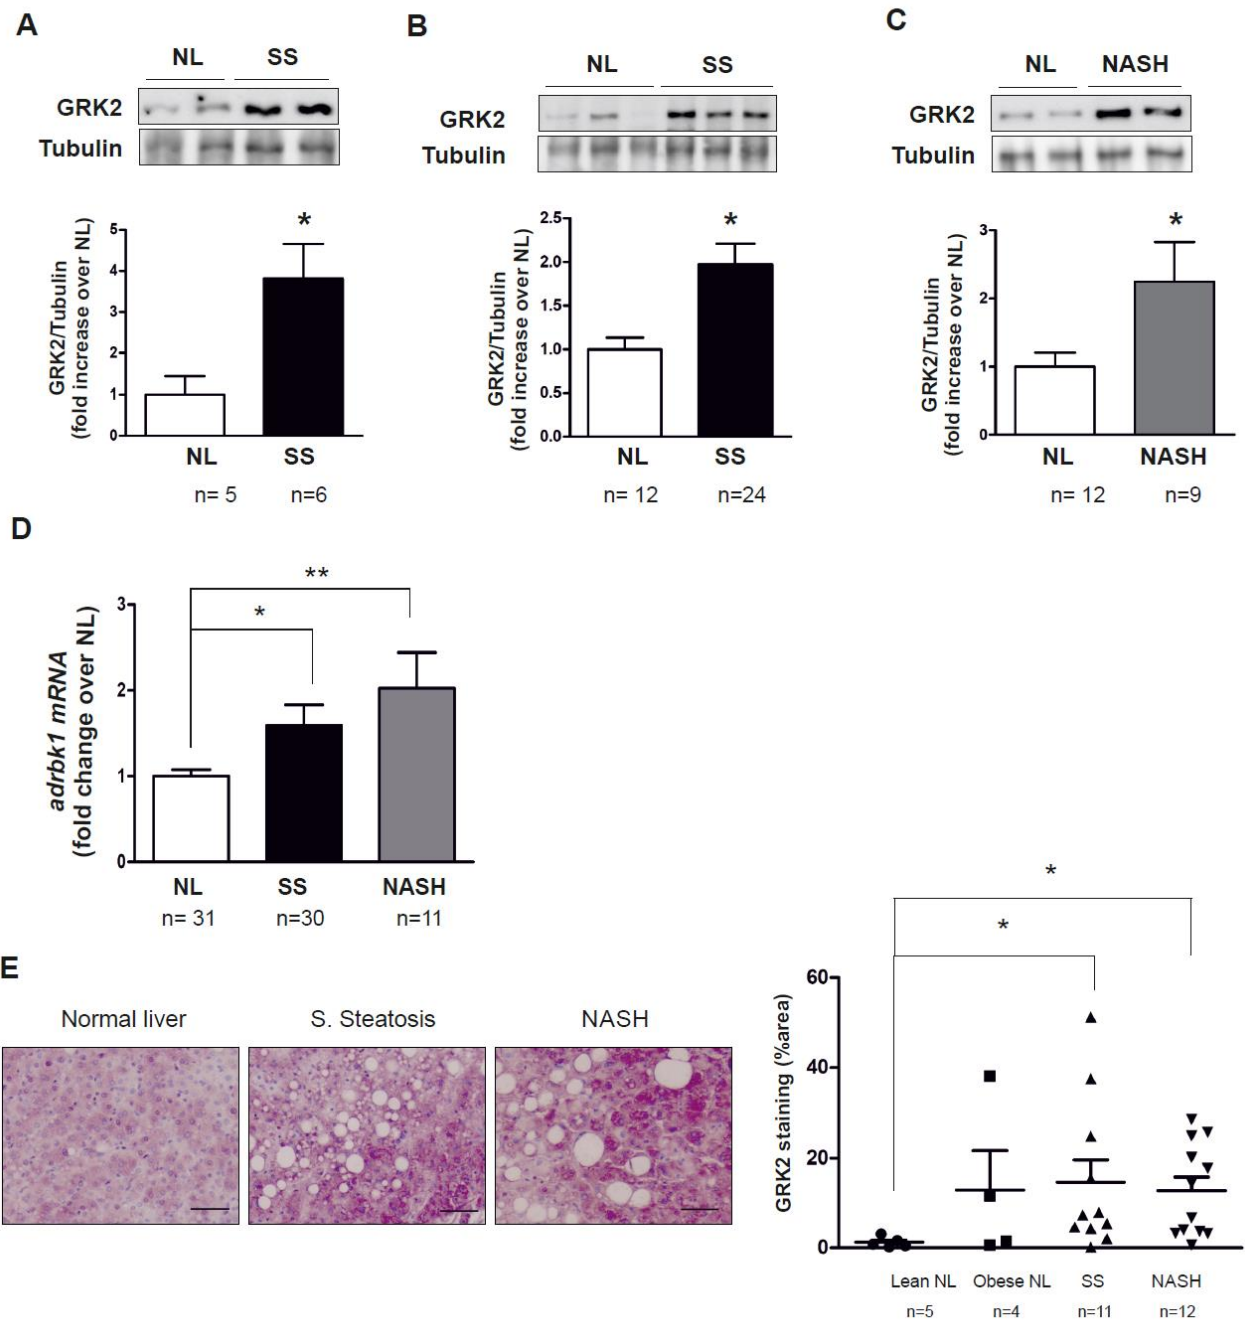 A
NL SS
GRK2
Tubulin
*
GRK2/Tubulin
(fold increase over NL)
5
4
3
2
1
0
NL SS
n= 5 n=6
B
NL SS
GRK2
Tubulin
*
GRK2/Tubulin
(fold increase over NL)
2.5
2.0
1.5
1.0
0.5
0.0
NL SS
n= 12 n=24
C
NL NASH
GRK2
Tubulin
*
GRK2/Tubulin
(fold increase over NL)
3
2
1
0
NL NASH
n= 12 n=9
D
**
*
adrbk1 mRNA
(fold change over NL)
3
2
1
0
NL SS NASH
n= 31 n=30 n=11
E
Normal liver S. Steatosis NASH
*
*
GRK2 staining (%area)
60
40
20
0
Lean NL Obese NL SS NASH
n=5 n=4 n=11 n=12